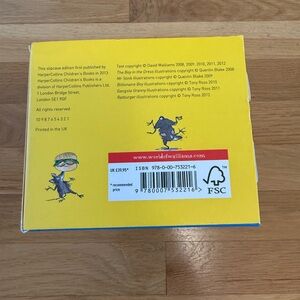 This slipcase edition first published by
HarperCollins Children's Books in 2013
HarperCollins Children's Books is a
division of HarperCollins Publishers Ltd.
1 London Bridge Street,
London SE1 9GF
All rights reserved
10 9 8 7 6 5 4 3 2 1
Printed in the UK
Text copyright © David Walliams 2008, 2009, 2010, 2011, 2012
The Boy in the Dress illustrations copyright © Quentin Blake 2008
Mr Stink illustrations copyright © Quentin Blake 2009
Billionaire Boy illustrations copyright © Tony Ross 2010
Gangsta Granny illustrations copyright © Tony Ross 2011
Ratburger illustrations copyright © Tony Ross 2012
www.worldofwalliams.com
UK £39.95*
* recommended
price
ISBN 978-0-00-753221-6
9 780007 532216 >
FSC